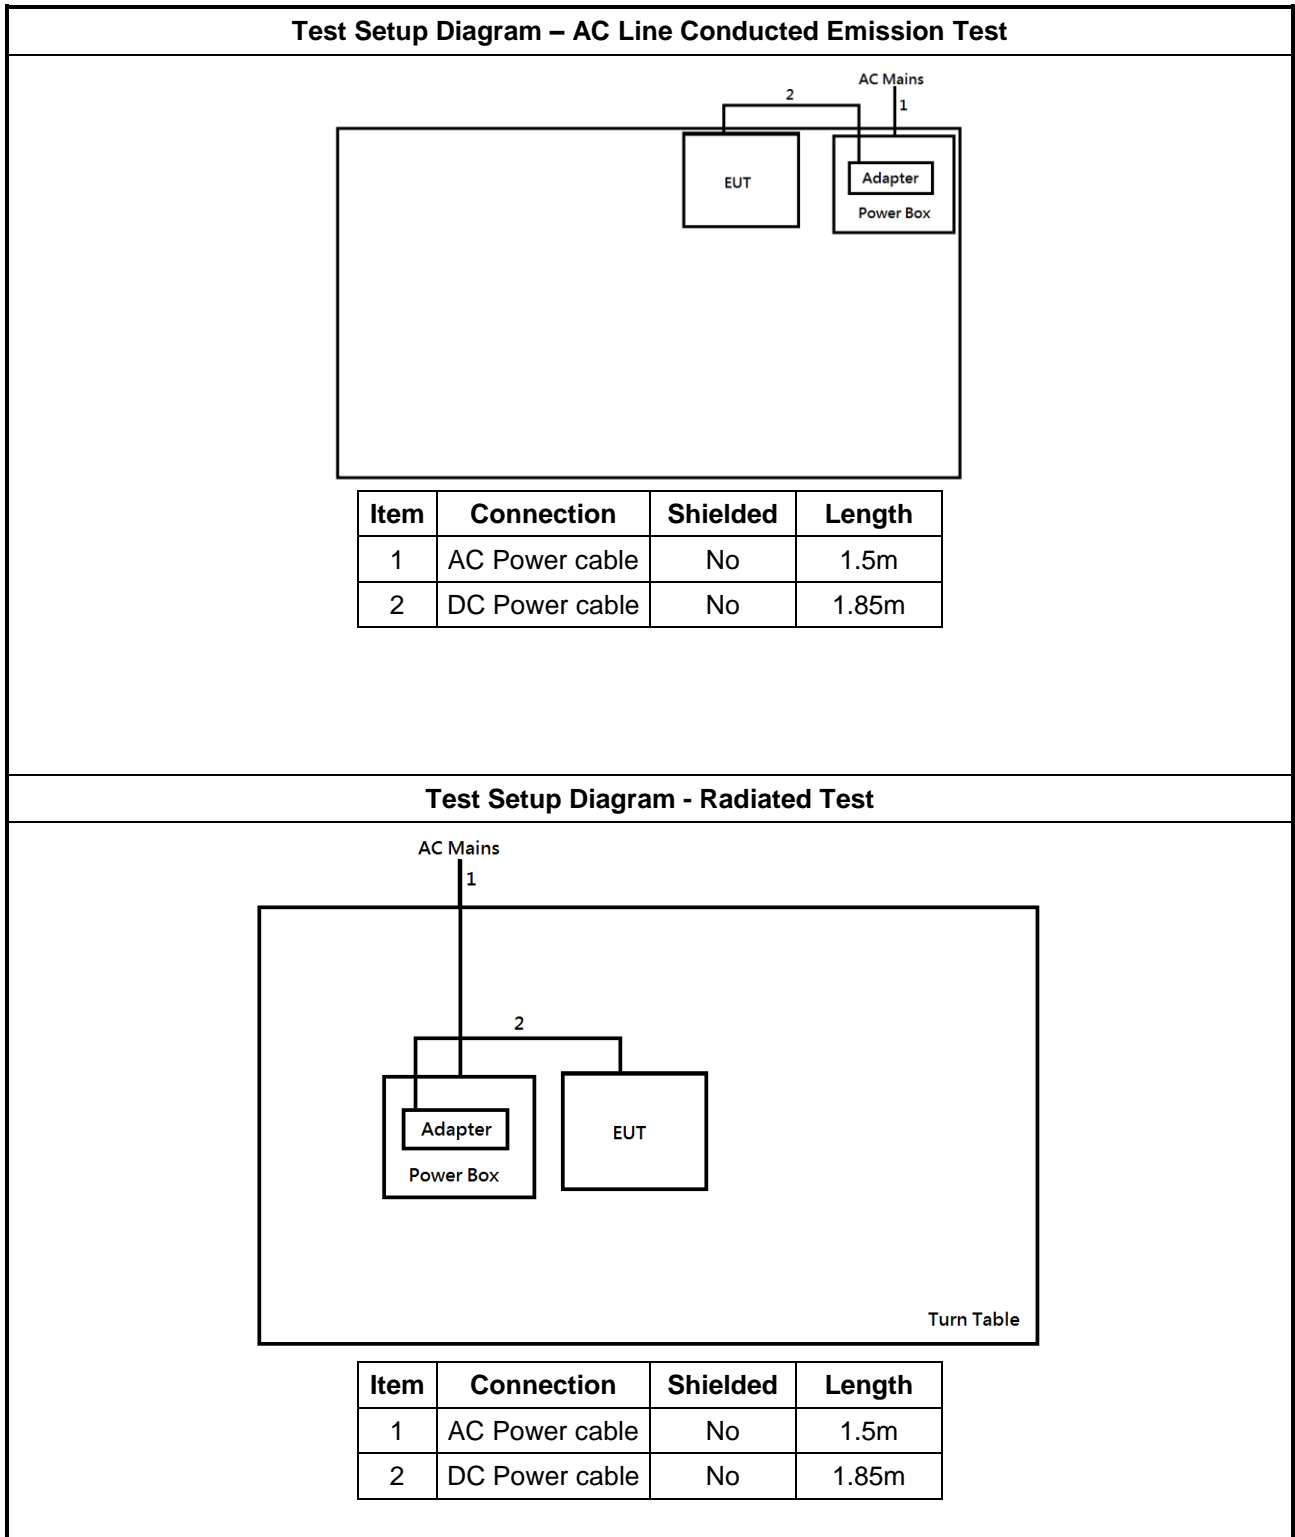 Test Setup Diagram – AC Line Conducted Emission Test
AC Mains
2
1
EUT
Adapter
Power Box
Item Connection Shielded Length
1 AC Power cable No 1.5m
2 DC Power cable No 1.85m
Test Setup Diagram - Radiated Test
AC Mains
1
2
Adapter
EUT
Power Box
Turn Table
Item Connection Shielded Length
1 AC Power cable No 1.5m
2 DC Power cable No 1.85m